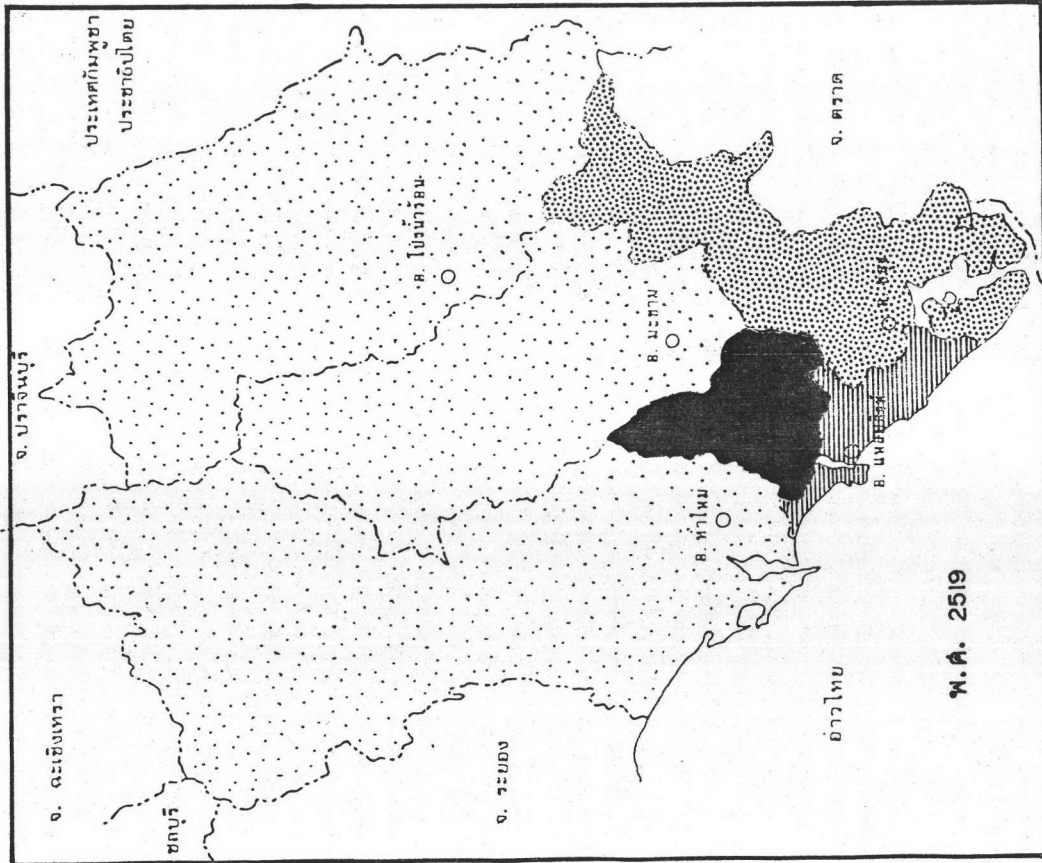 จ. ปราจีนบุรี
ประเทศกัมพูชา
ประชาธิปไตย
จ. ฉะเชิงเทรา
ชลบุรี
อ. โป่งน้ำร้อน
อ. มะขาม
จ. ระยอง
อ. ท่าใหม่
จ. ตราด
อ. ขลุง
อ. แหลมสิงห์
อ่าวไทย
พ.ศ. 2519